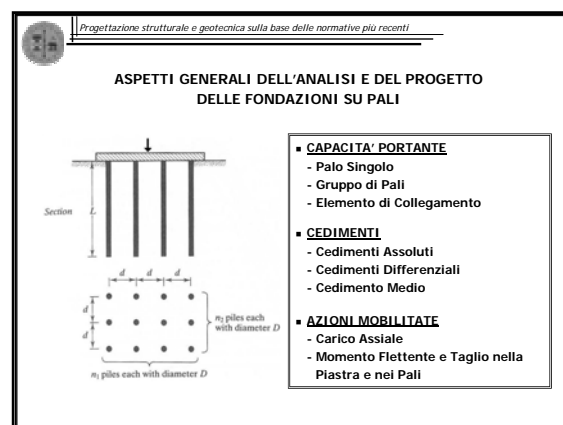 Progettazione strutturale e geotecnica sulla base delle normative più recenti
ASPETTI GENERALI DELL'ANALISI E DEL PROGETTO
DELLE FONDAZIONI SU PALI
Section
L
d
d
d
d
d
n₂ piles each
with diameter D
n₁ piles each with diameter D
▪ CAPACITA' PORTANTE
- Palo Singolo
- Gruppo di Pali
- Elemento di Collegamento
▪ CEDIMENTI
- Cedimenti Assoluti
- Cedimenti Differenziali
- Cedimento Medio
▪ AZIONI MOBILITATE
- Carico Assiale
- Momento Flettente e Taglio nella
Piastra e nei Pali